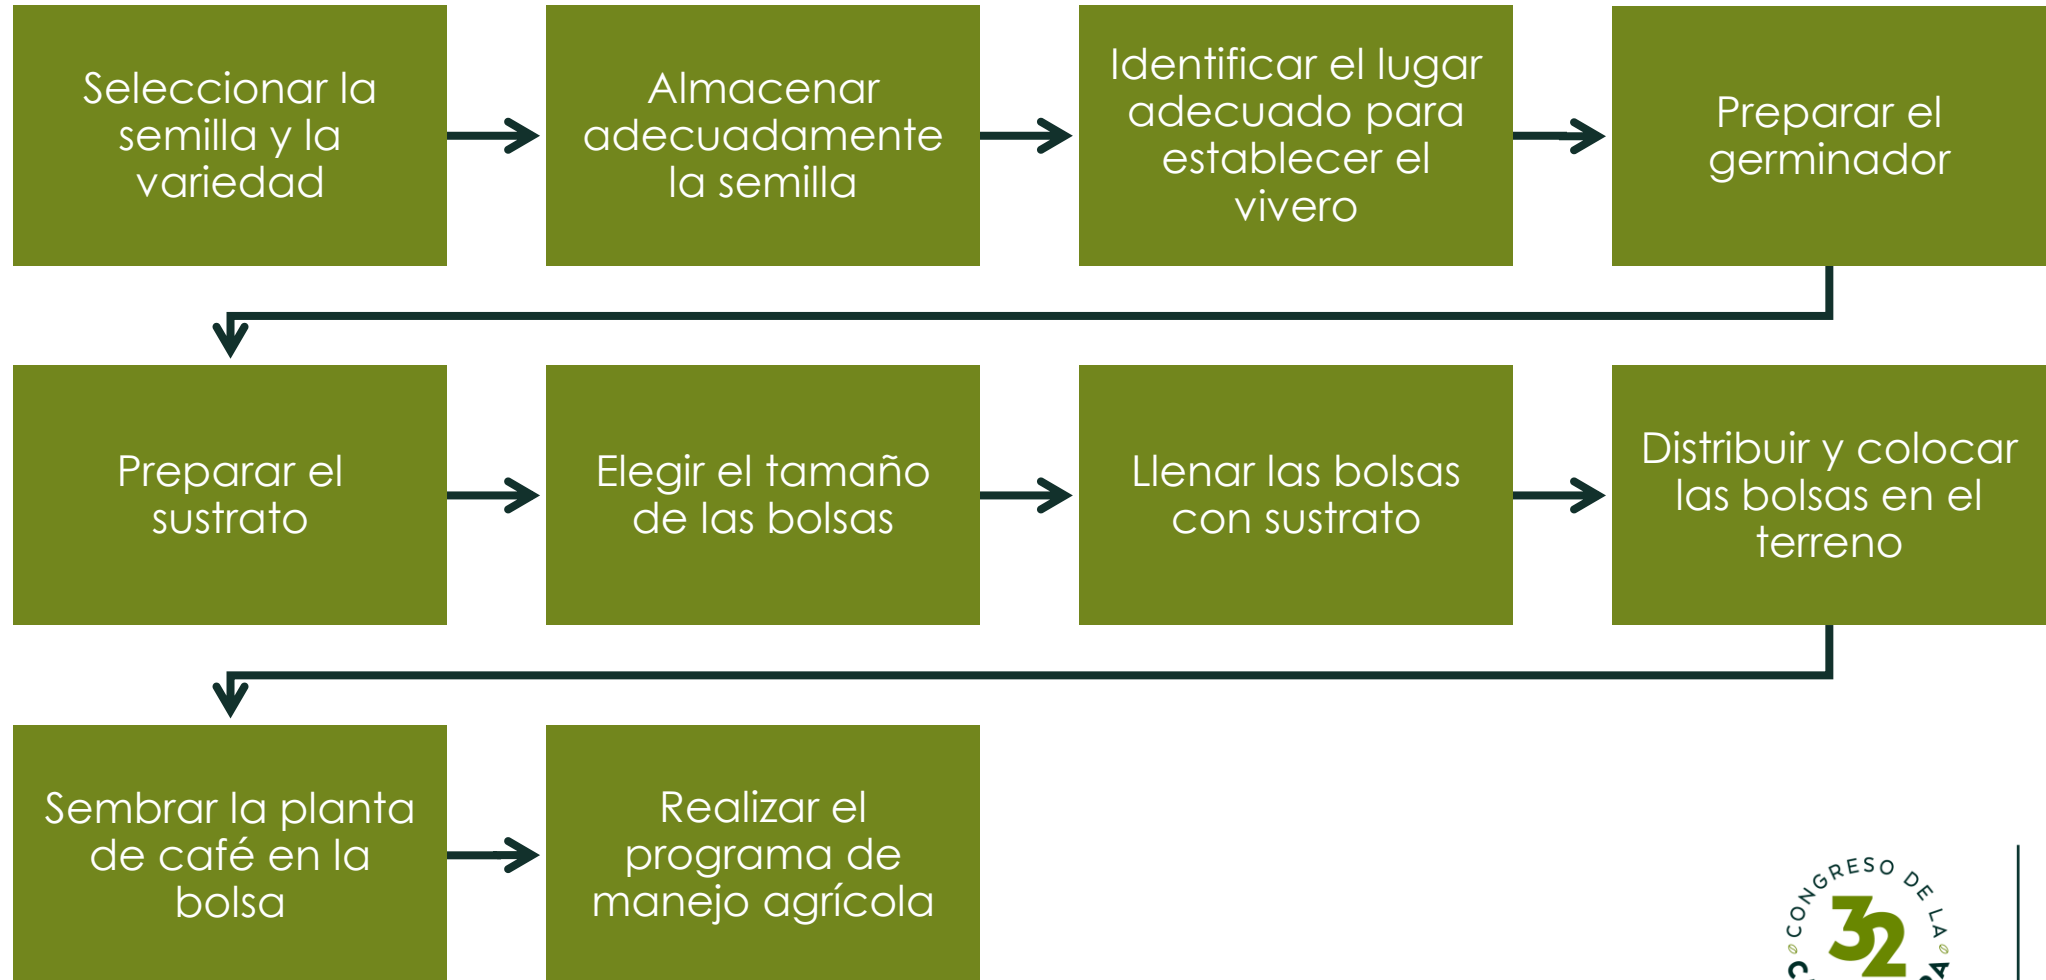 Seleccionar la
semilla y la
variedad
Almacenar
adecuadamente
la semilla
Identificar el lugar
adecuado para
establecer el
vivero
Preparar el
germinador
Preparar el
sustrato
Elegir el tamaño
de las bolsas
Llenar las bolsas
con sustrato
Distribuir y colocar
las bolsas en el
terreno
Sembrar la planta
de café en la
bolsa
Realizar el
programa de
manejo agrícola
CONGRESO DE LA
32